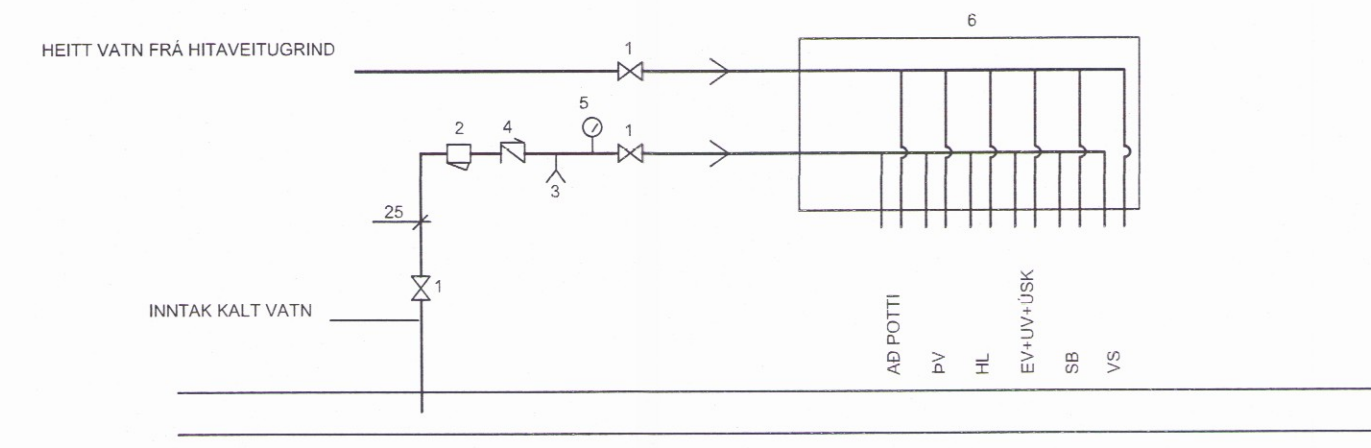 6
HEITT VATN FRÁ HITAVEITUGRIND
1
5
2
4
1
3
25
1
INNTAK KALT VATN
AÐ POTTI
ÞV
HL
EV+UV+ÚSK
SB
VS